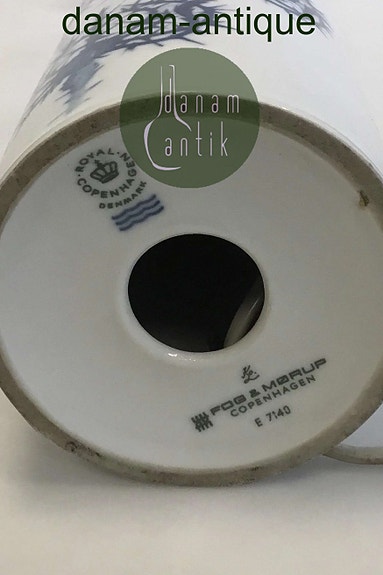 danam-antique
danam
antik
ROYAL COPENHAGEN
DENMARK
FOG & MØRUP
COPENHAGEN
E 7140